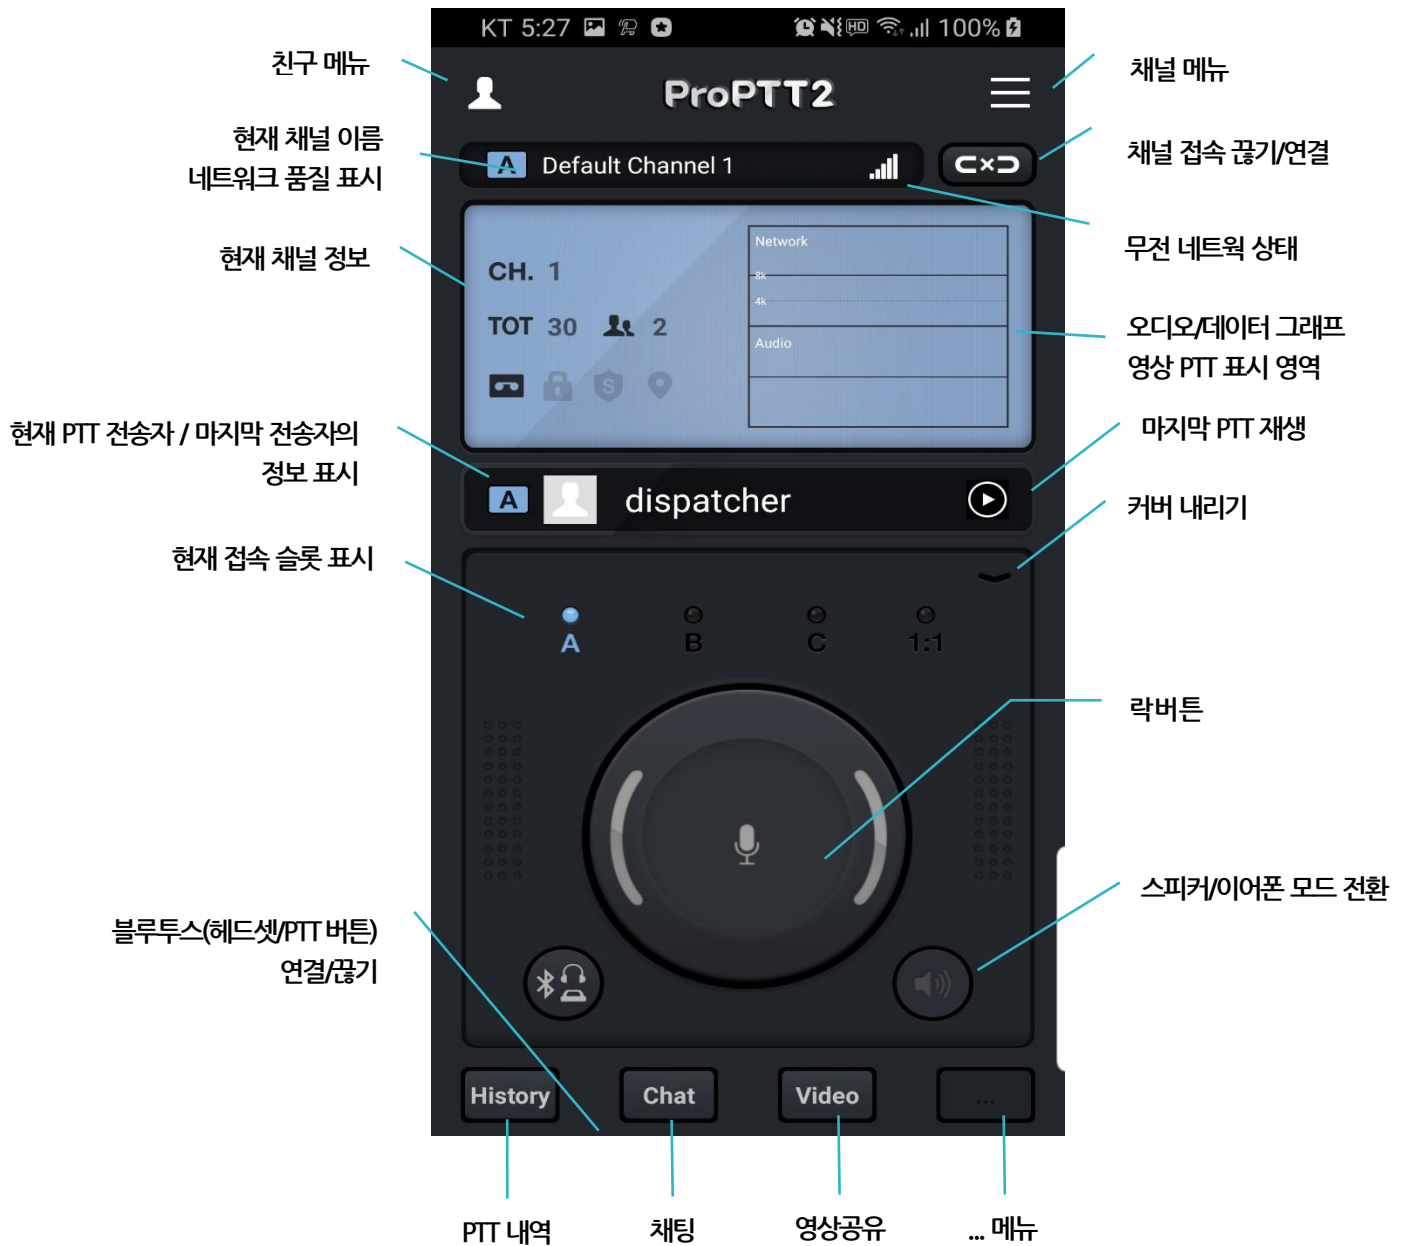 KT 5:27 HD 100%
친구 메뉴
ProPTT2
채널 메뉴
현재 채널 이름
네트워크 품질 표시
A Default Channel 1
채널 접속 끊기/연결
현재 채널 정보
무전 네트웍 상태
CH. 1
TOT 30 2
S
Network
8k
4k
Audio
오디오/데이터 그래프
영상 PTT 표시 영역
현재 PTT 전송자 / 마지막 전송자의
정보 표시
마지막 PTT 재생
A dispatcher
커버 내리기
현재 접속 슬롯 표시
A B C 1:1
락버튼
스피커/이어폰 모드 전환
블루투스(헤드셋/PTT 버튼)
연결/끊기
History Chat Video ...
PTT 내역 채팅 영상공유 ... 메뉴